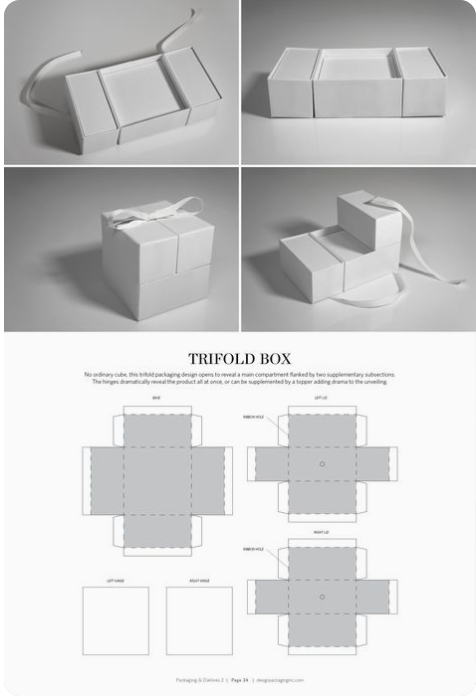 TRIFOLD BOX
No ordinary cube, this trifold packaging design opens to reveal a main compartment flanked by two supplementary subsections.
The hinges dramatically reveal the product all at once, or can be supplemented by a topper adding drama to the unveiling.
BASE
LEFT LID
RIBBON HOLE
RIGHT LID
RIBBON HOLE
LEFT HINGE
RIGHT HINGE
Packaging & Dielines 2 | Page 34 | designpackaginginc.com